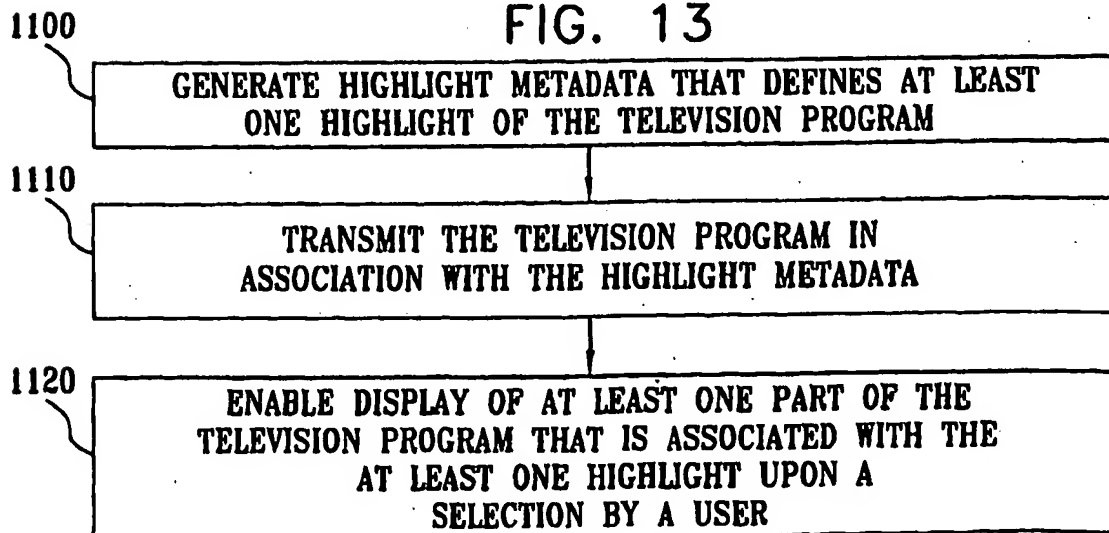 FIG. 13
1100
GENERATE HIGHLIGHT METADATA THAT DEFINES AT LEAST
ONE HIGHLIGHT OF THE TELEVISION PROGRAM
1110
TRANSMIT THE TELEVISION PROGRAM IN
ASSOCIATION WITH THE HIGHLIGHT METADATA
1120
ENABLE DISPLAY OF AT LEAST ONE PART OF THE
TELEVISION PROGRAM THAT IS ASSOCIATED WITH THE
AT LEAST ONE HIGHLIGHT UPON A
SELECTION BY A USER